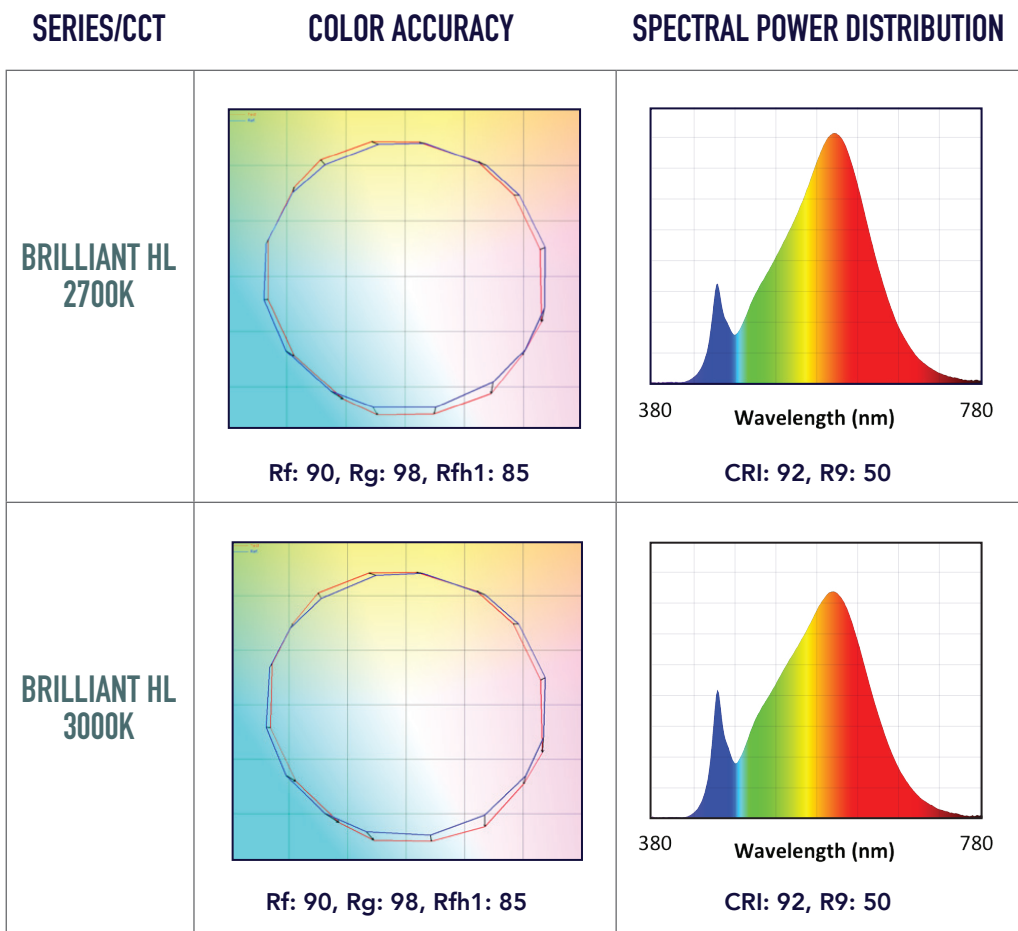 SERIES/CCT
COLOR ACCURACY
SPECTRAL POWER DISTRIBUTION
BRILLIANT HL
2700K
380
Wavelength (nm)
780
Rf: 90, Rg: 98, Rfh1: 85
CRI: 92, R9: 50
BRILLIANT HL
3000K
380
Wavelength (nm)
780
Rf: 90, Rg: 98, Rfh1: 85
CRI: 92, R9: 50